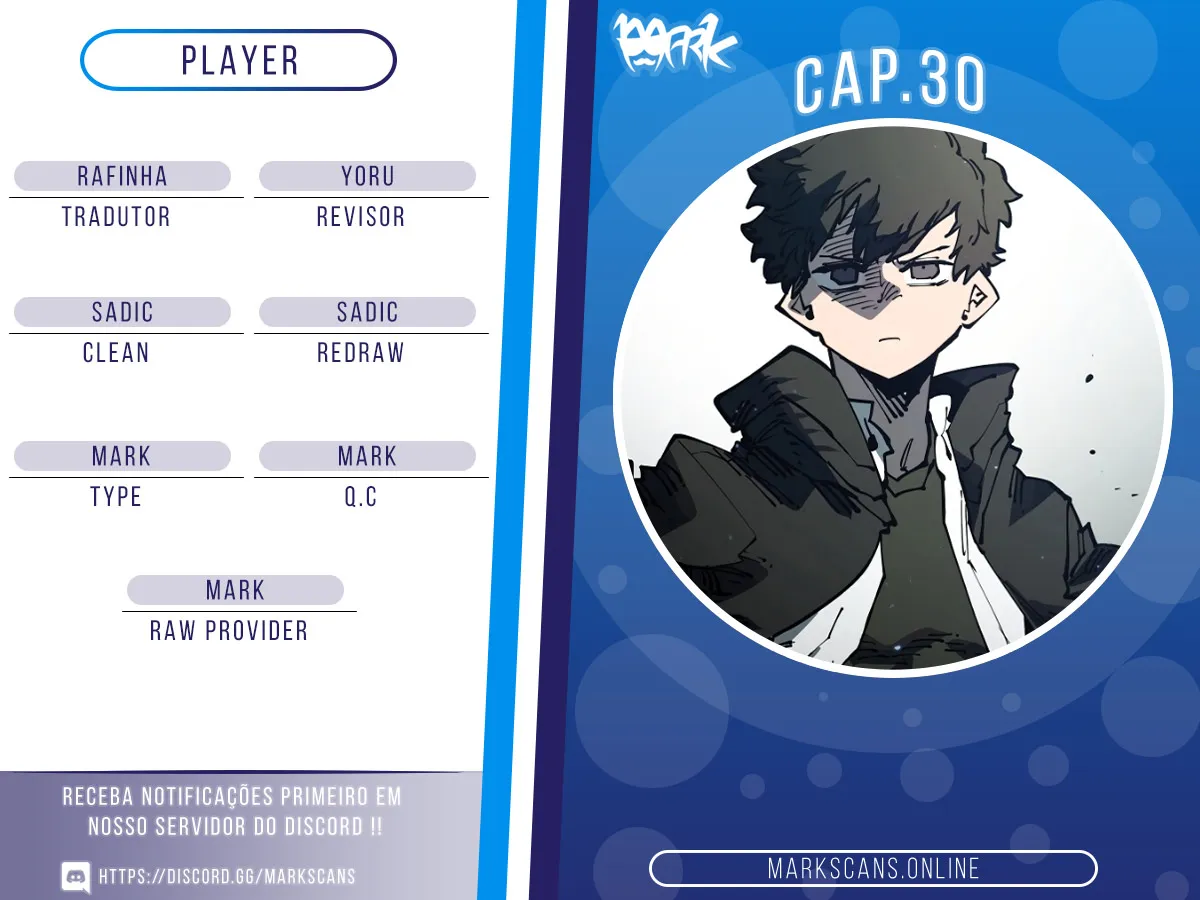 PLAYER
RAFINHA
TRADUTOR
YORU
REVISOR
SADIC
CLEAN
SADIC
REDRAW
MARK
TYPE
MARK
Q.C
MARK
RAW PROVIDER
RECEBA NOTIFICAÇÕES PRIMEIRO EM
NOSSO SERVIDOR DO DISCORD !!
HTTPS://DISCORD.GG/MARKSCANS
MARK
CAP.30
MARKSCANS.ONLINE